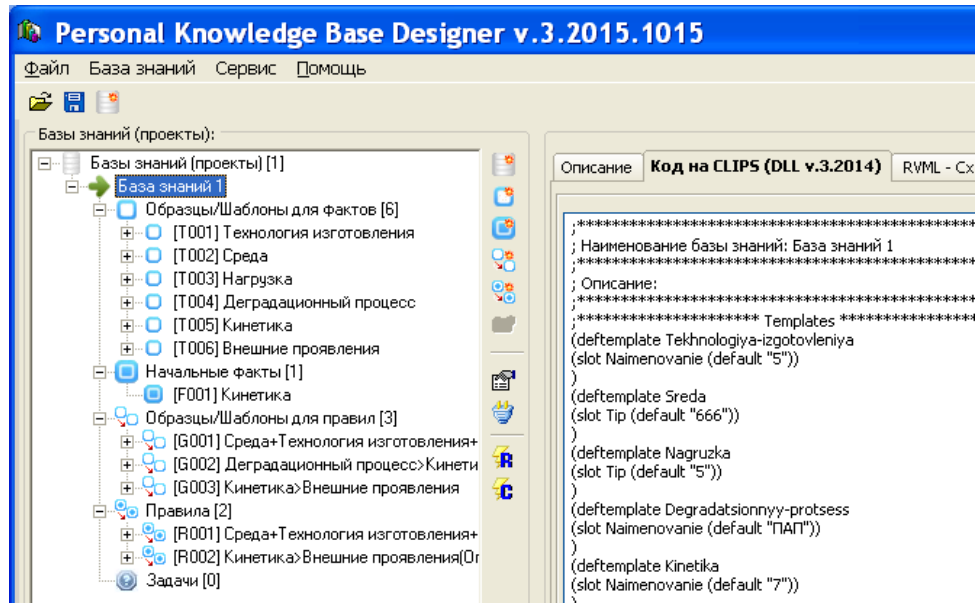 Personal Knowledge Base Designer v.3.2015.1015
Файл База знаний Сервис Помощь
Базы знаний (проекты):
Базы знаний (проекты) [1]
База знаний 1
Образцы/Шаблоны для фактов [6]
[T001] Технология изготовления
[T002] Среда
[T003] Нагрузка
[T004] Деградационный процесс
[T005] Кинетика
[T006] Внешние проявления
Начальные факты [1]
[F001] Кинетика
Образцы/Шаблоны для правил [3]
[G001] Среда+Технология изготовления+
[G002] Деградационный процесс>Кинети
[G003] Кинетика>Внешние проявления
Правила [2]
[R001] Среда+Технология изготовления+
[R002] Кинетика>Внешние проявления(Оп
Задачи [0]
R
C
Описание Код на CLIPS (DLL v.3.2014) RVML - Сх
;************************************************************
; Наименование базы знаний: База знаний 1
;************************************************************
; Описание:
;************************************************************
;********************** Templates *****************
(deftemplate Tekhnologiya-izgotovleniya
(slot Naimenovanie (default "5"))
)
(deftemplate Sreda
(slot Tip (default "666"))
)
(deftemplate Nagruzka
(slot Tip (default "5"))
)
(deftemplate Degradatsionnyy-protsess
(slot Naimenovanie (default "ПАП"))
)
(deftemplate Kinetika
(slot Naimenovanie (default "7"))
)